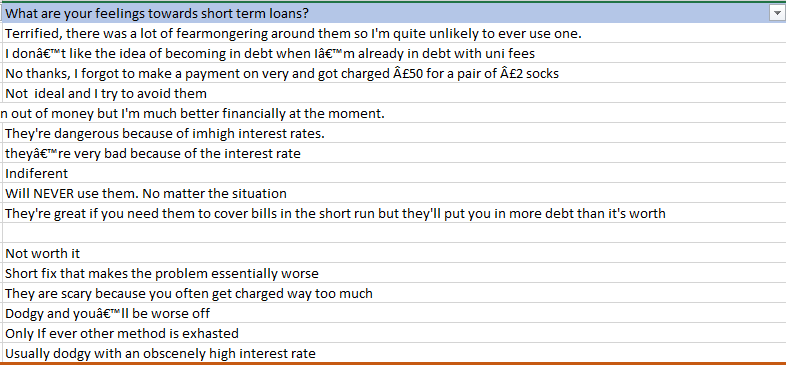 What are your feelings towards short term loans?
Terrified, there was a lot of fearmongering around them so I'm quite unlikely to ever use one.
I donâ€™t like the idea of becoming in debt when Iâ€™m already in debt with uni fees
No thanks, I forgot to make a payment on very and got charged Â£50 for a pair of Â£2 socks
Not  ideal and I try to avoid them
n out of money but I'm much better financially at the moment.
They're dangerous because of imhigh interest rates.
theyâ€™re very bad because of the interest rate
Indiferent
Will NEVER use them. No matter the situation
They're great if you need them to cover bills in the short run but they'll put you in more debt than it's worth
Not worth it
Short fix that makes the problem essentially worse
They are scary because you often get charged way too much
Dodgy and youâ€™ll be worse off
Only If ever other method is exhasted
Usually dodgy with an obscenely high interest rate